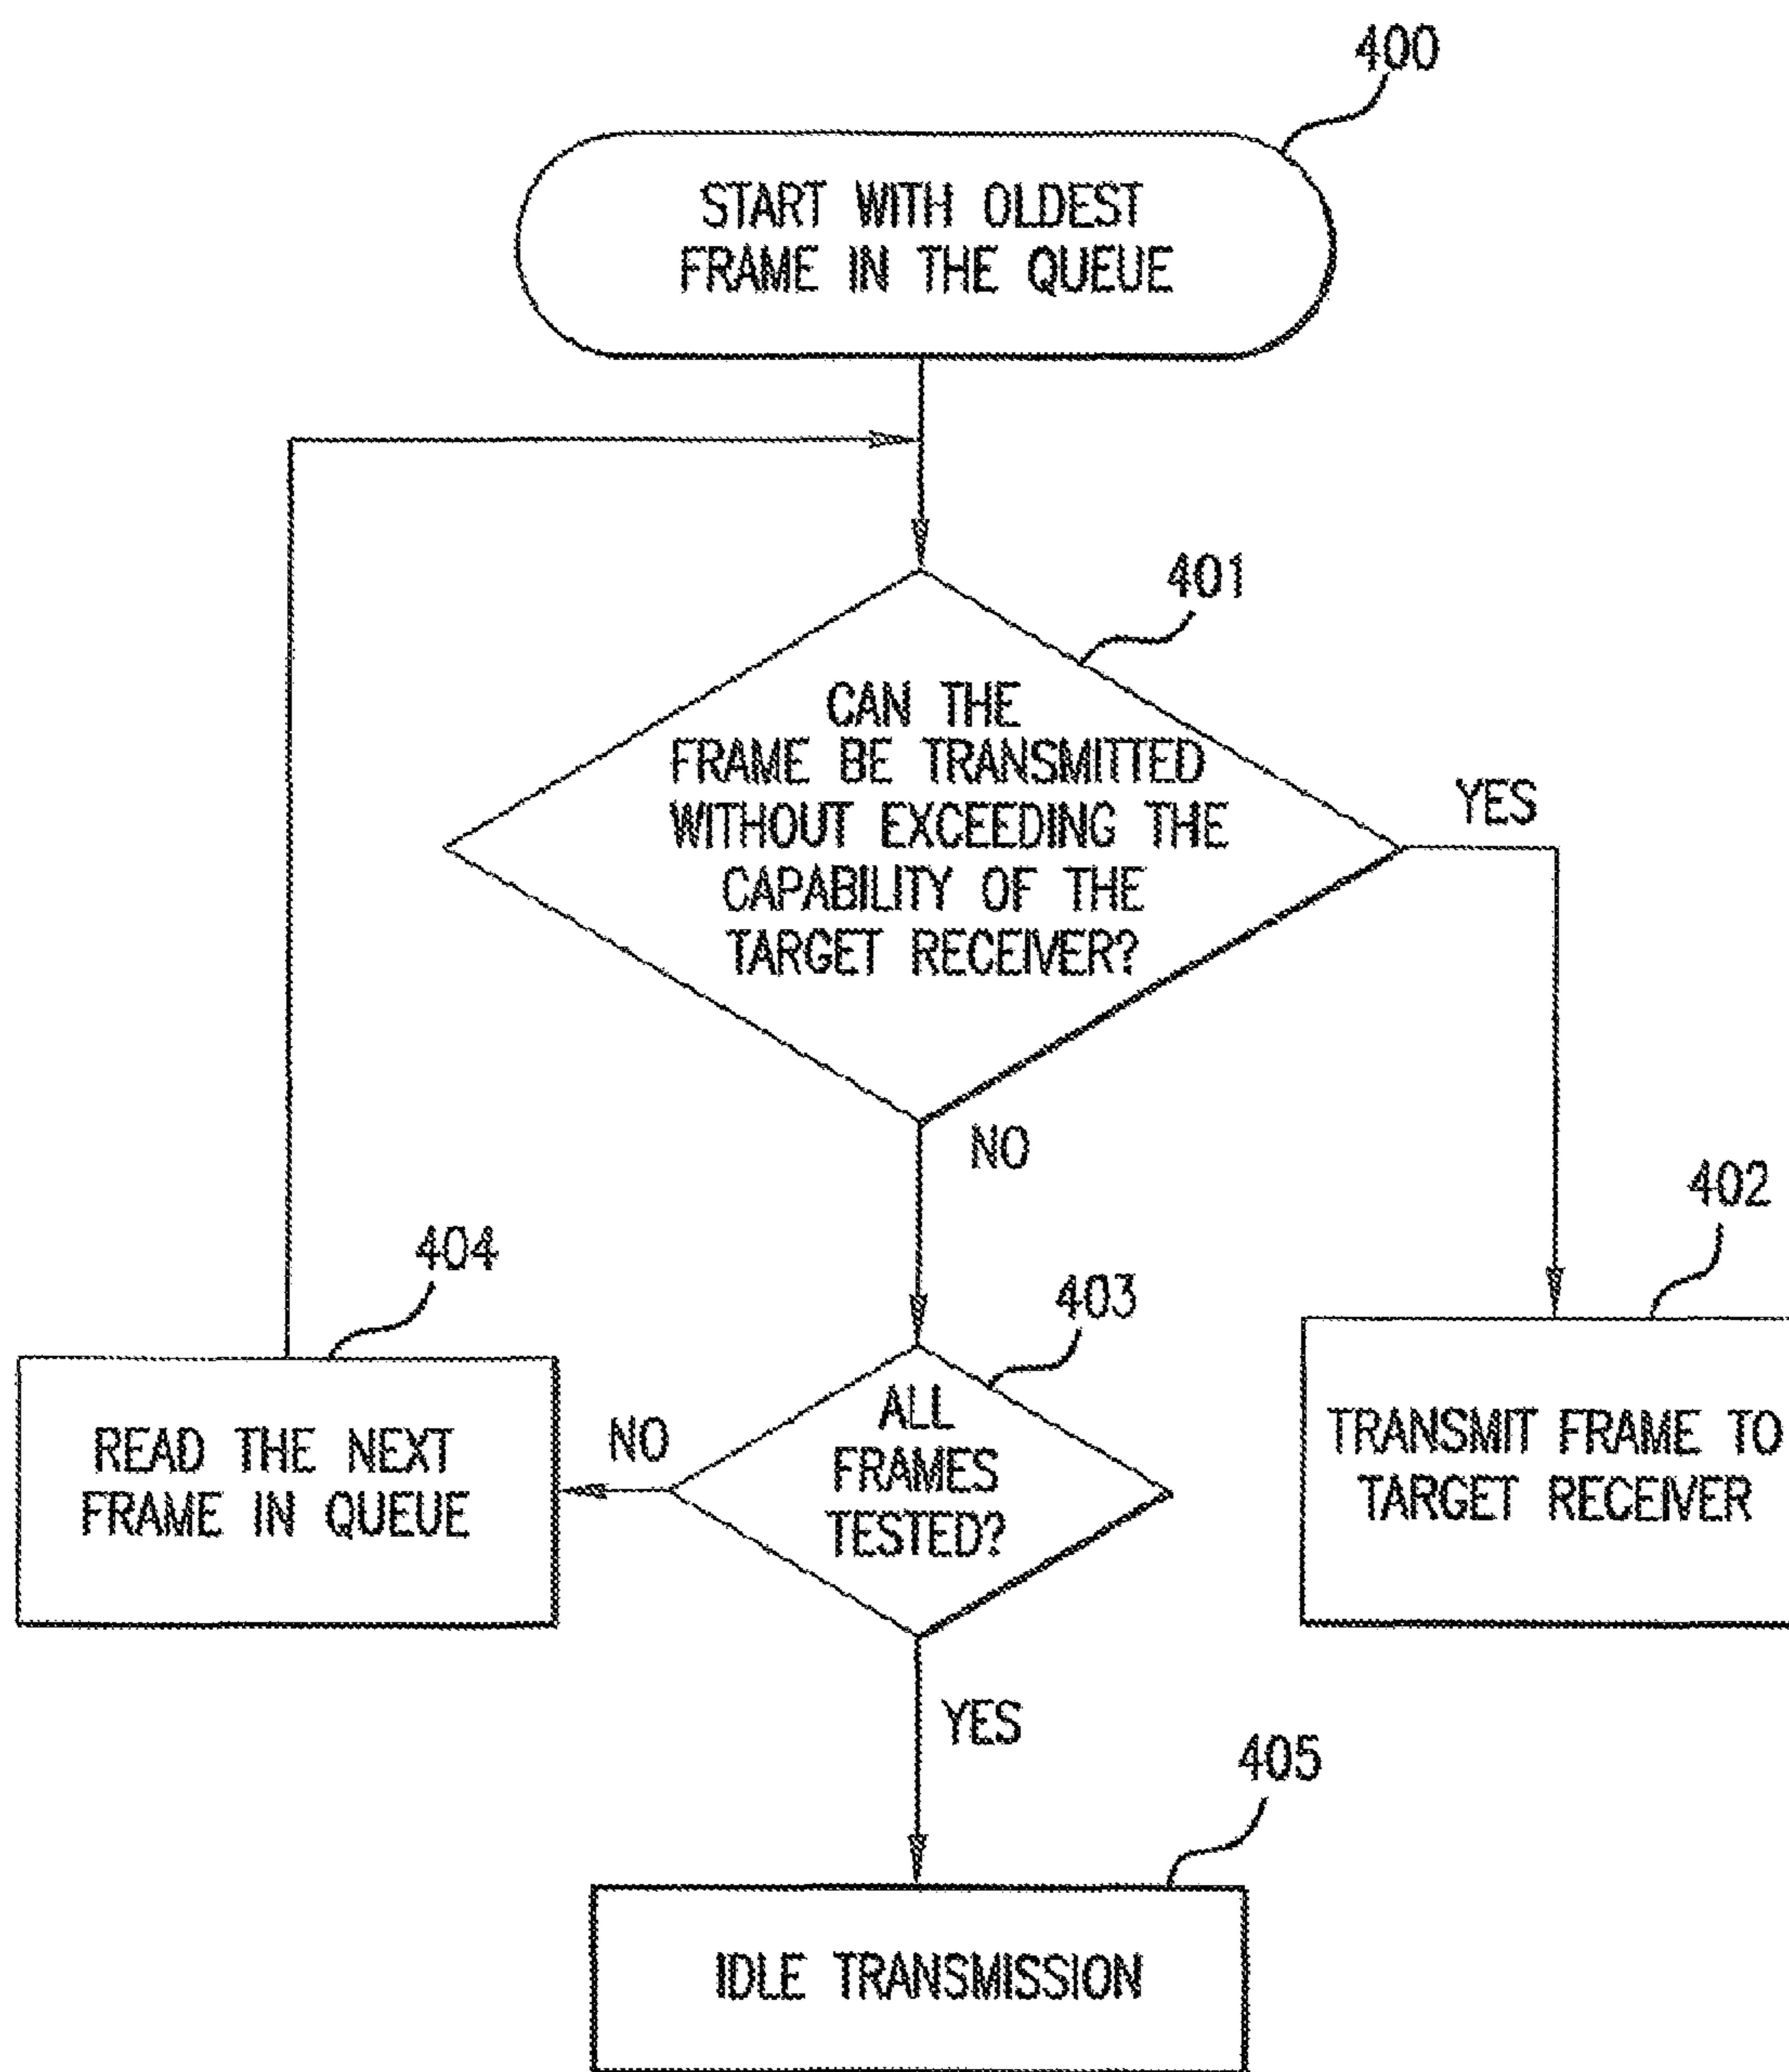 400
START WITH OLDEST
FRAME IN THE QUEUE
401
CAN THE
FRAME BE TRANSMITTED
WITHOUT EXCEEDING THE
CAPABILITY OF THE
TARGET RECEIVER?
YES
NO
402
TRANSMIT FRAME TO
TARGET RECEIVER
403
ALL
FRAMES
TESTED?
NO
404
READ THE NEXT
FRAME IN QUEUE
YES
405
IDLE TRANSMISSION